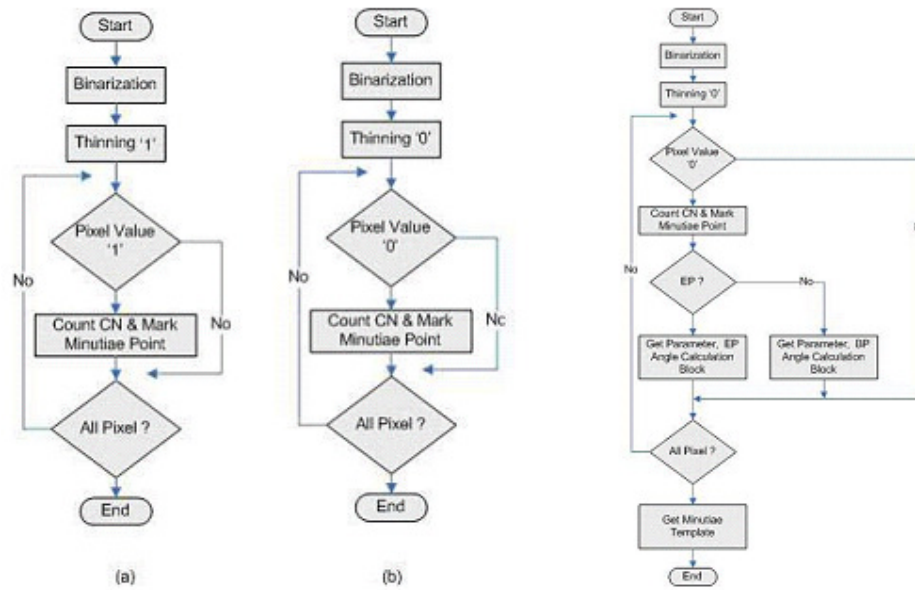 Start
Binarization
Thinning '1'
Pixel Value
'1'
No
No
Count CN & Mark
Minutiae Point
All Pixel ?
End
(a)
Start
Binarization
Thinning '0'
Pixel Value
'0'
No
No
Count CN & Mark
Minutiae Point
All Pixel ?
End
(b)
Start
Binarization
Thinning '0'
Pixel Value
'0'
Count CN & Mark
Minutiae Point
No
EP ?
No
Get Parameter, EP
Angle Calculation
Block
Get Parameter, BP
Angle Calculation
Block
All Pixel ?
Get Minutiae
Template
End